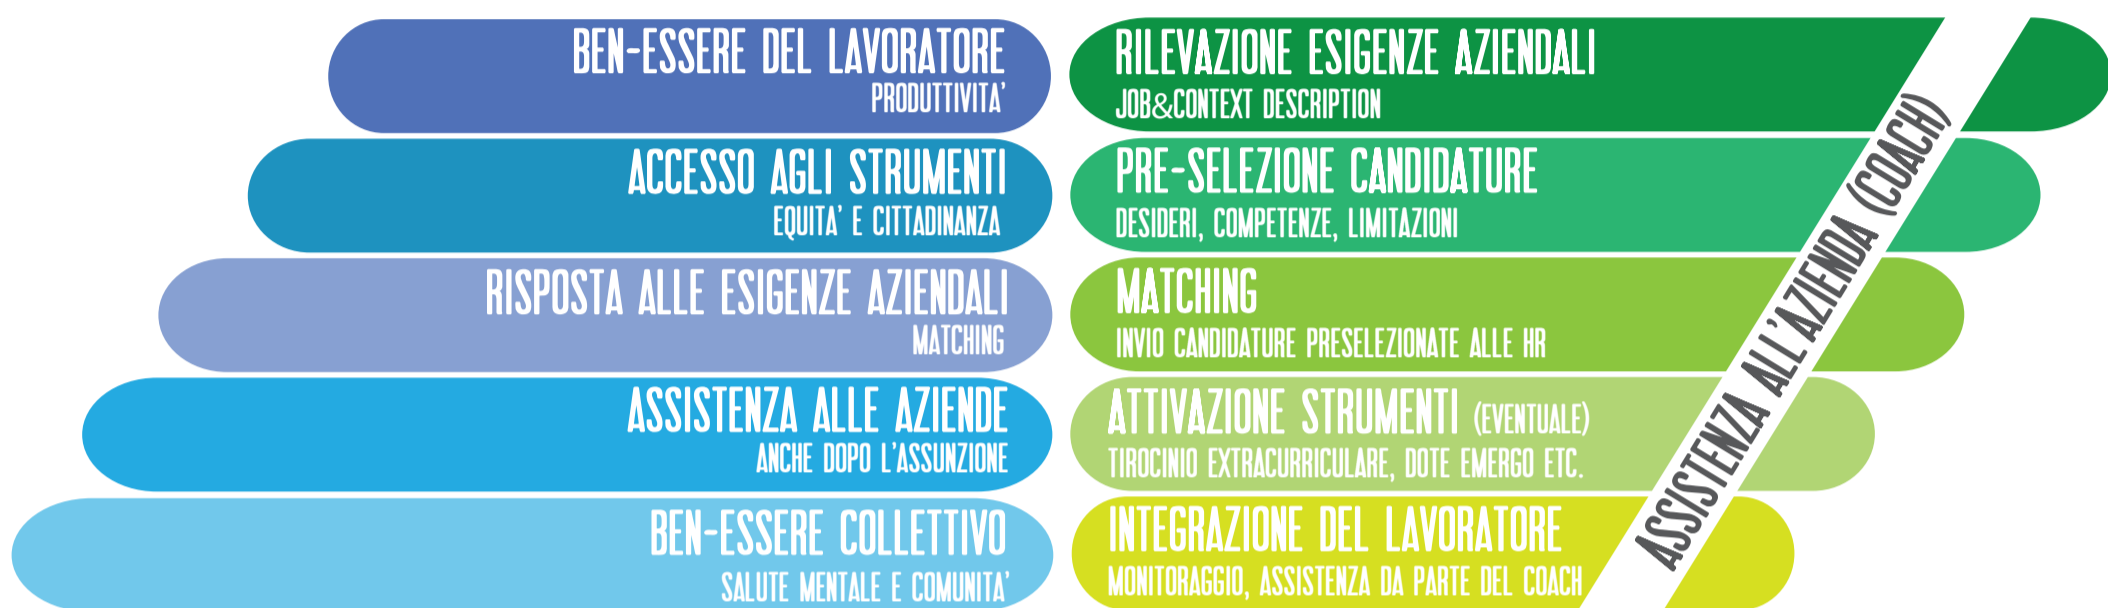 BEN-ESSERE DEL LAVORATORE
PRODUTTIVITA'
ACCESSO AGLI STRUMENTI
EQUITA' E CITTADINANZA
RISPOSTA ALLE ESIGENZE AZIENDALI
MATCHING
ASSISTENZA ALLE AZIENDE
ANCHE DOPO L'ASSUNZIONE
BEN-ESSERE COLLETTIVO
SALUTE MENTALE E COMUNITA'
RILEVAZIONE ESIGENZE AZIENDALI
JOB&CONTEXT DESCRIPTION
PRE-SELEZIONE CANDIDATURE
DESIDERI, COMPETENZE, LIMITAZIONI
MATCHING
INVIO CANDIDATURE PRESELEZIONATE ALLE HR
ATTIVAZIONE STRUMENTI (EVENTUALE)
TIROCINIO EXTRACURRICULARE, DOTE EMERGO ETC.
INTEGRAZIONE DEL LAVORATORE
MONITORAGGIO, ASSISTENZA DA PARTE DEL COACH
ASSISTENZA ALL'AZIENDA (COACH)